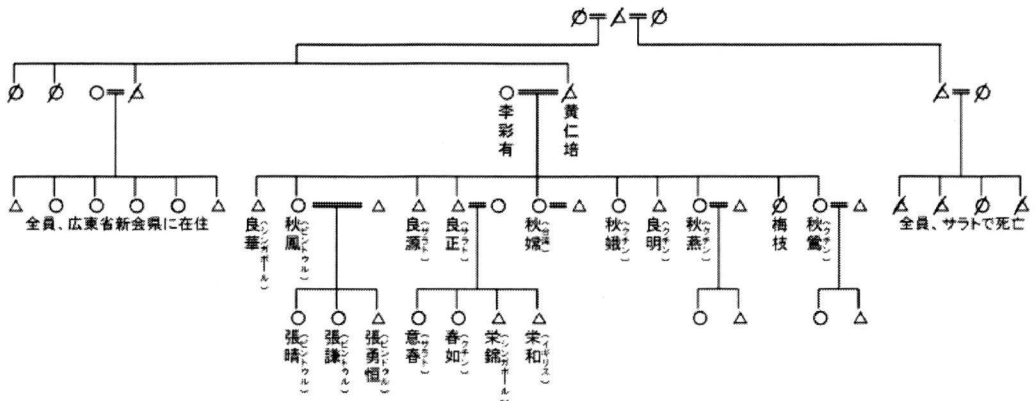 李彩有
黄仁培
全員、広東省新会県に在住
良華（シンガポール）
秋鳳（ビントゥル）
良源（サラト）
良正（サラト）
秋嫦（台湾）
秋娥（クチン）
良明（クチン）
秋燕（クチン）
梅枝
秋鶯（クチン）
全員、サラトで死亡
張晴（ビントゥル）
張謙（ビントゥル）
張勇恒（ビントゥル）
意春（サラト）
春如（クチン）
栄錦（シンガポール）
栄和（イギリス）